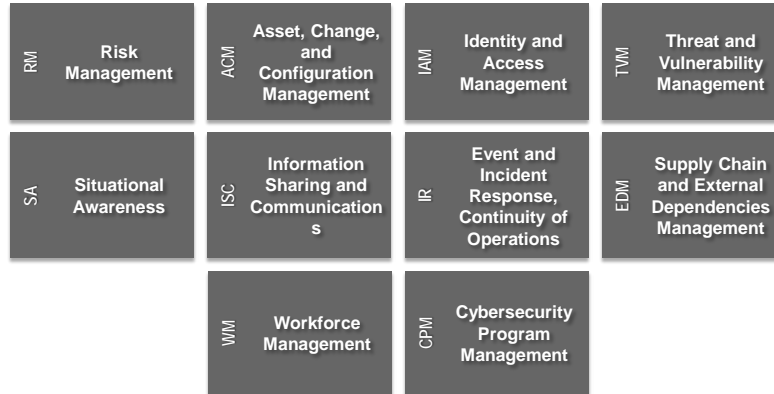 RM
Risk
Management
ACM
Asset, Change,
and
Configuration
Management
IAM
Identity and
Access
Management
TVM
Threat and
Vulnerability
Management
SA
Situational
Awareness
ISC
Information
Sharing and
Communication
s
IR
Event and
Incident
Response,
Continuity of
Operations
EDM
Supply Chain
and External
Dependencies
Management
WM
Workforce
Management
CPM
Cybersecurity
Program
Management